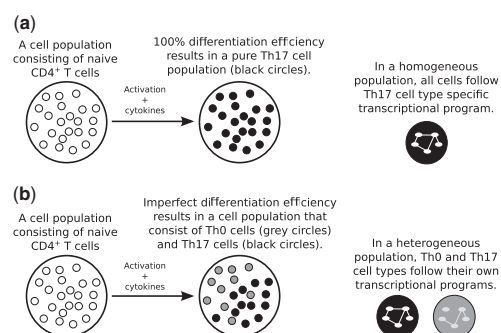 (a)
A cell population
consisting of naive
CD4⁺ T cells
Activation
+
cytokines
100% differentiation efficiency
results in a pure Th17 cell
population (black circles).
In a homogeneous
population, all cells follow
Th17 cell type specific
transcriptional program.
(b)
A cell population
consisting of naive
CD4⁺ T cells
Activation
+
cytokines
Imperfect differentiation efficiency
results in a cell population that
consist of Th0 cells (grey circles)
and Th17 cells (black circles).
In a heterogeneous
population, Th0 and Th17
cell types follow their own
transcriptional programs.